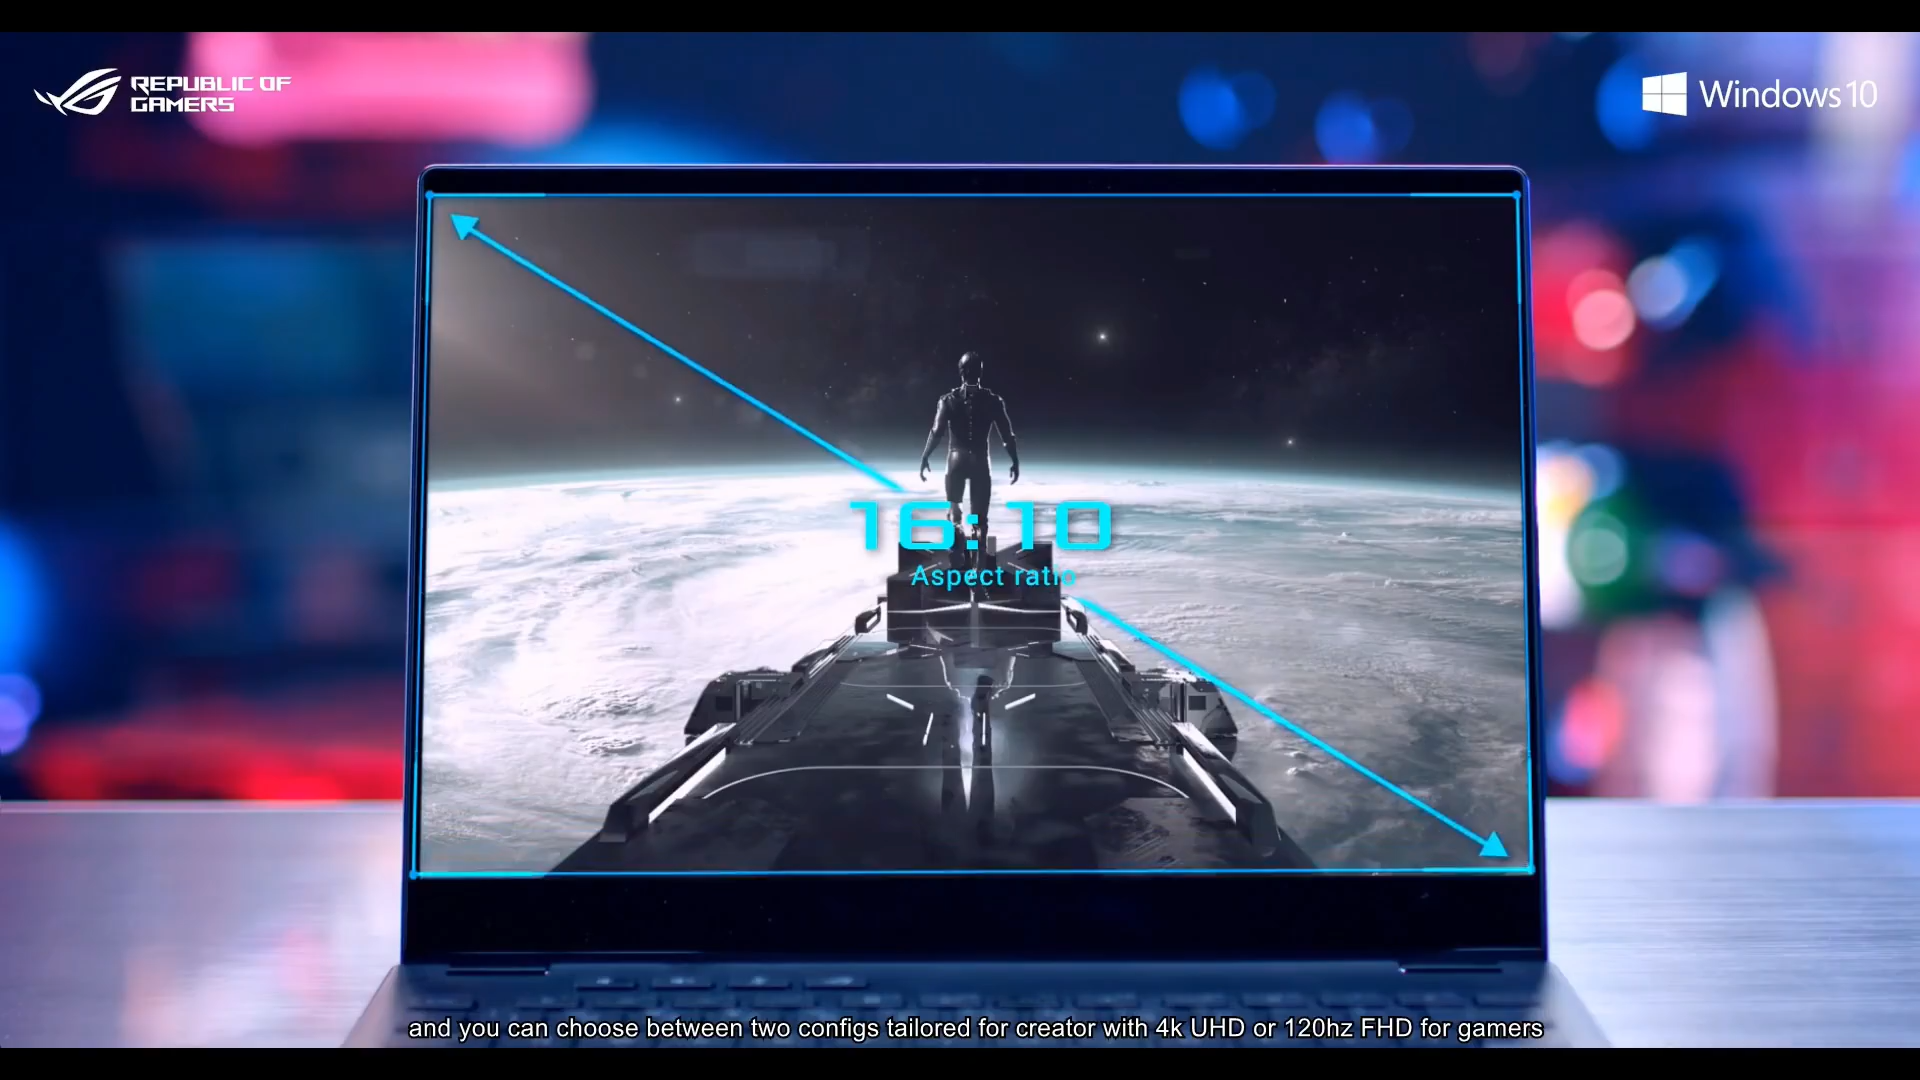 REPUBLIC OF
GAMERS
Windows 10
16:10
Aspect ratio
and you can choose between two configs tailored for creator with 4k UHD or 120hz FHD for gamers